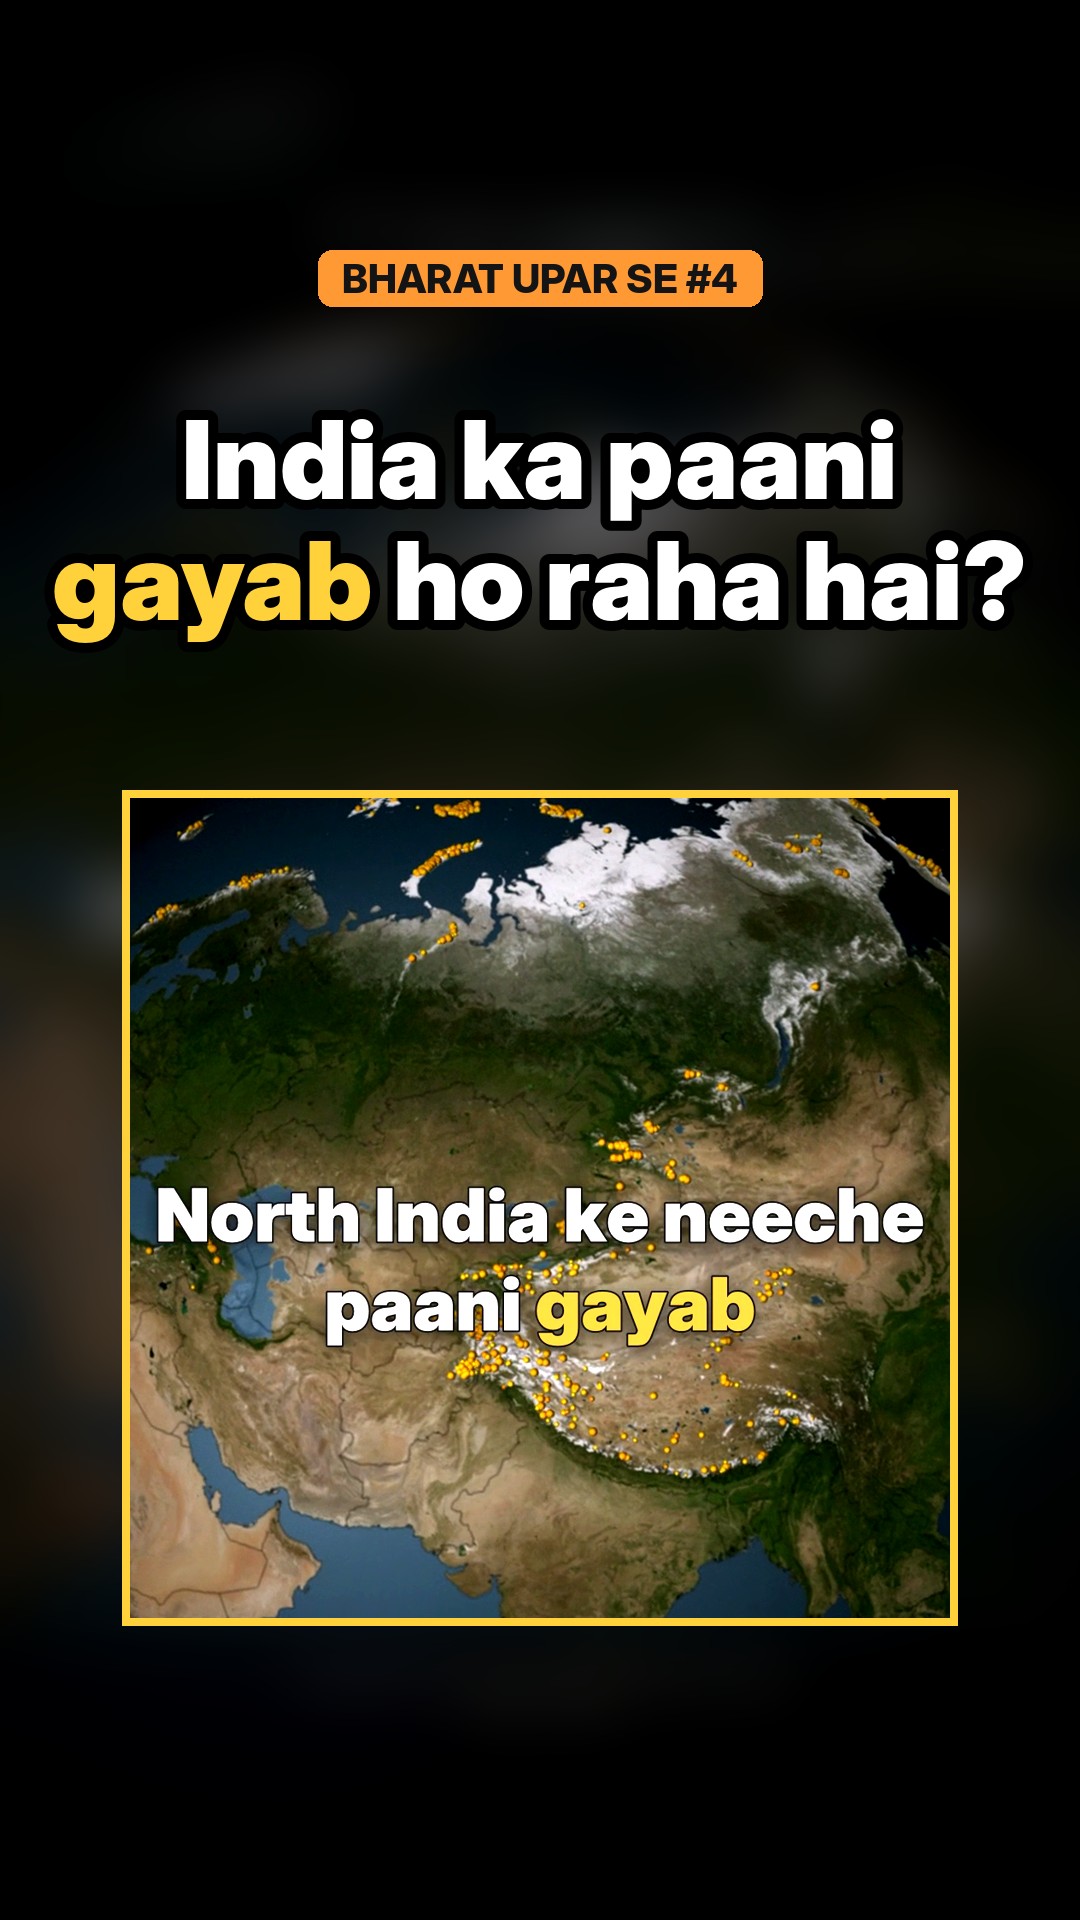 BHARAT UPAR SE #4
India ka paani
gayab ho raha hai?
North India ke neeche
paani gayab